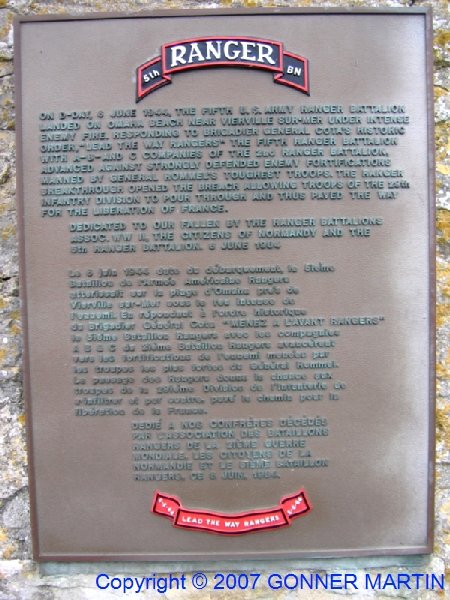 RANGER
5th BN
ON D-DAY, 6 JUNE 1944, THE FIFTH U.S. ARMY RANGER BATTALION
LANDED ON OMAHA BEACH NEAR VIERVILLE SUR-MER UNDER INTENSE
ENEMY FIRE. RESPONDING TO BRIGADIER GENERAL COTA'S HISTORIC
ORDER, "LEAD THE WAY RANGERS" THE FIFTH RANGER BATTALION
WITH A-B- AND C COMPANIES OF THE 2nd RANGER BATTALION,
ADVANCED AGAINST STRONGLY DEFENDED ENEMY FORTIFICATIONS
MANNED BY GENERAL ROMMEL'S TOUGHEST TROOPS. THE RANGER
BREAKTHROUGH OPENED THE BREACH ALLOWING TROOPS OF THE 29th
INFANTRY DIVISION TO POUR THROUGH AND THUS PAVED THE WAY
FOR THE LIBERATION OF FRANCE.
DEDICATED TO OUR FALLEN BY THE RANGER BATTALIONS
ASSOC. WW II, THE CITIZENS OF NORMANDY AND THE
5th RANGER BATTALION. 6 JUNE 1984
Le 6 juin 1944 date du débarquement, le 5ième
Bataillon de l'Armée Américaine Rangers
atterissait sur la plage d'Omaha près de
Vierville sur-Mer sous le feu intense de
l'ennemi. En répondant à l'ordre historique
du Brigadier Général Cota "MENEZ A L'AVANT RANGERS"
le 5ième Bataillon Rangers avec les compagnies
A B & C du 2ième Bataillon Rangers avancèrent
vers les fortifications de l'ennemi menées par
les troupes les plus fortes du Général Rommel.
Le passage des Rangers donna la chance aux
troupes de la 29ième Division de l'Infanterie de
s'infiltrer et par suite, pava le chemin pour la
libération de la France.
DEDIÉ A NOS CONFRÈRES DÉCÉDÉS
PAR L'ASSOCIATION DES BATAILLONS
RANGERS DE LA 2IÈME GUERRE
MONDIALE, LES CITOYENS DE LA
NORMANDIE ET LE 5IÈME BATAILLON
RANGERS, CE 6 JUIN, 1984.
LEAD THE WAY RANGERS
Copyright © 2007 GONNER MARTIN